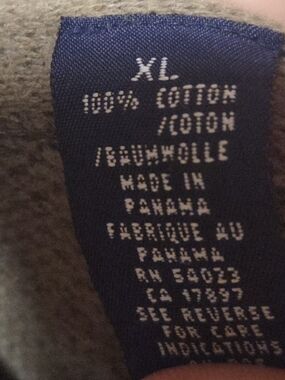 XL
100% COTTON
/COTON
/BAUMWOLLE
MADE IN
PANAMA
FABRIQUE AU
PANAMA
RN 54023
CA 17897
SEE REVERSE
FOR CARE
INDICATIONS